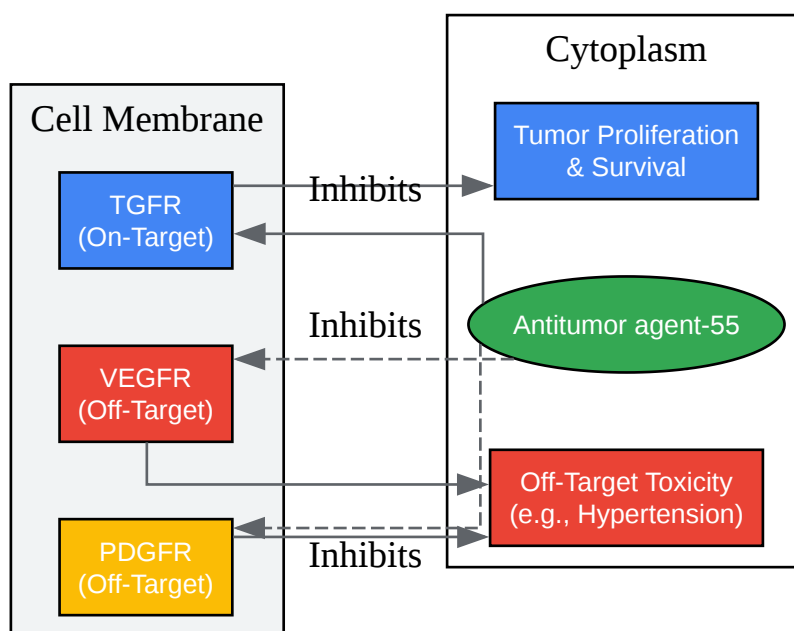 Cytoplasm
Cell Membrane
Tumor Proliferation
& Survival
Inhibits
TGFR
(On-Target)
Inhibits
Antitumor agent-55
VEGFR
(Off-Target)
Off-Target Toxicity
(e.g., Hypertension)
PDGFR
(Off-Target)
Inhibits